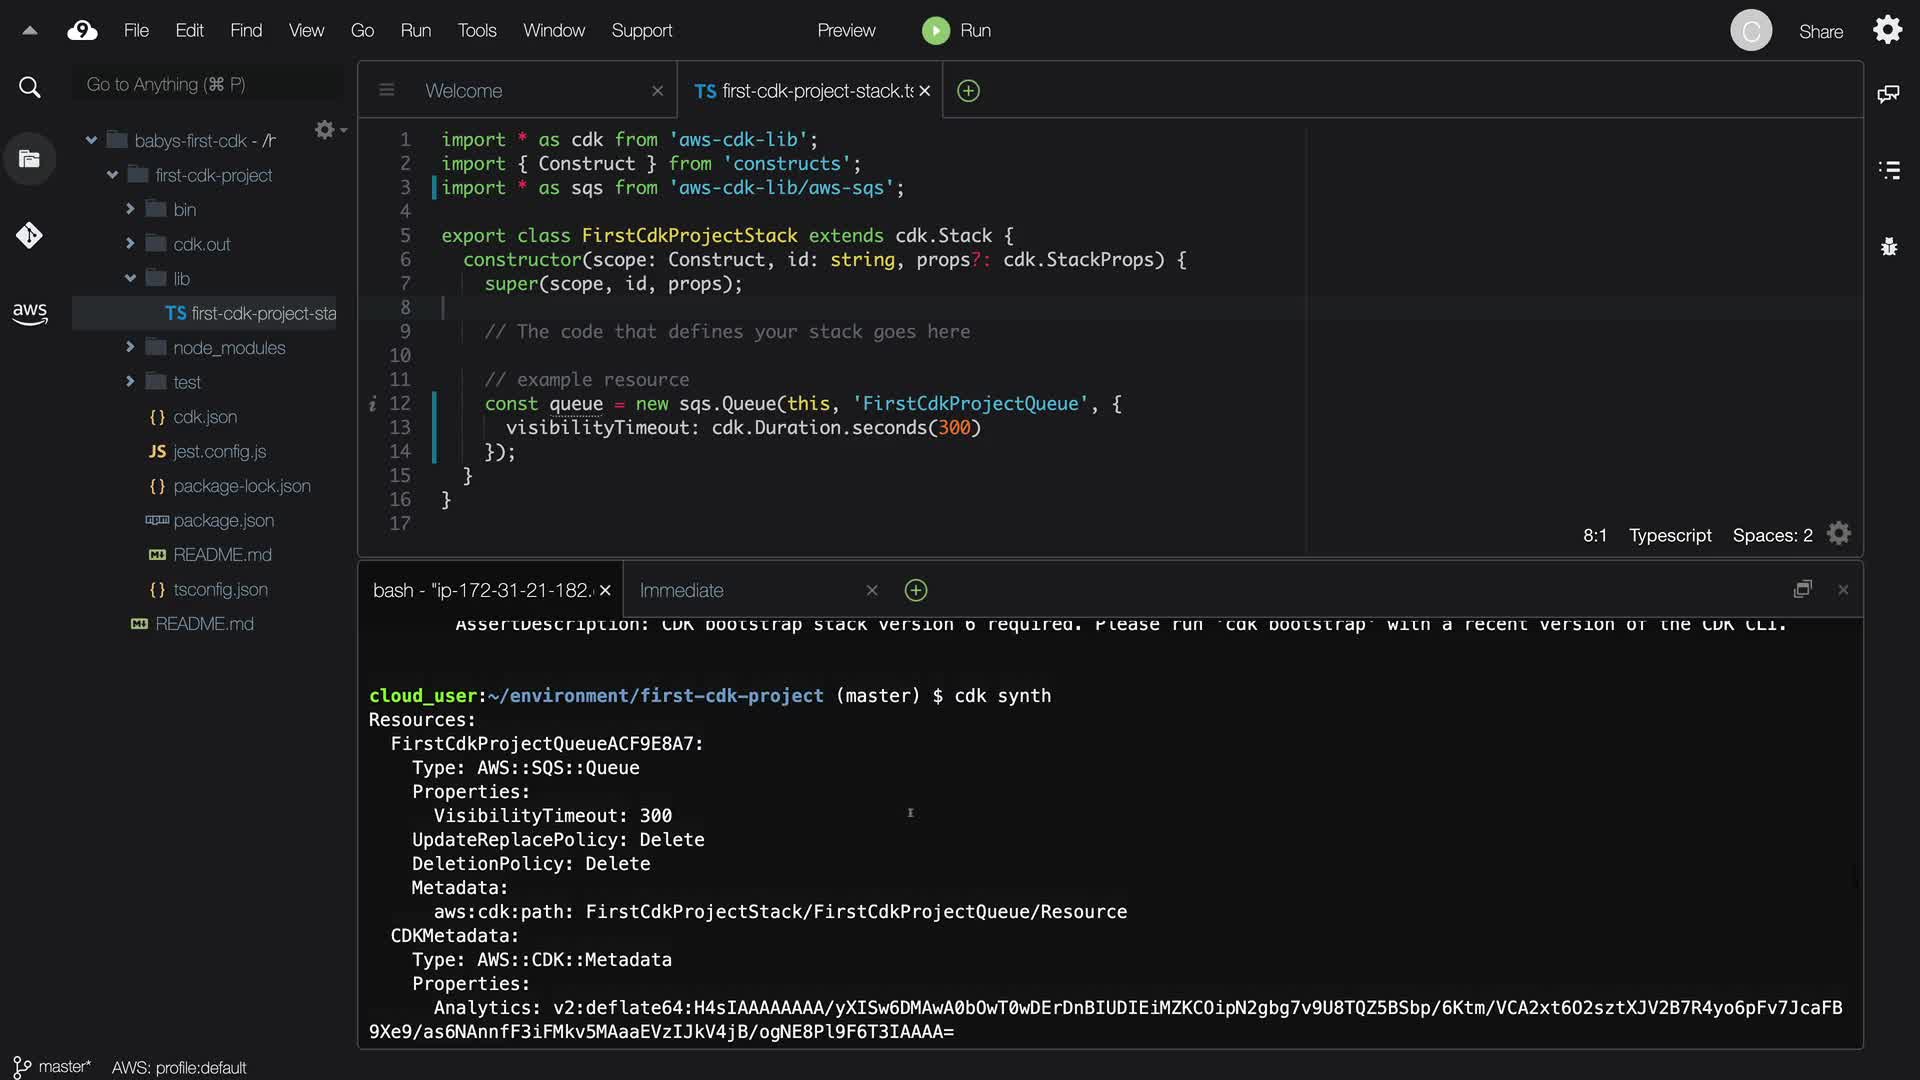 9 File Edit Find View Go Run Tools Window Support Preview Run C Share
Go to Anything (⌘ P)
Welcome
TS first-cdk-project-stack.ts
babys-first-cdk - /h
first-cdk-project
bin
cdk.out
lib
TS first-cdk-project-sta
node_modules
test
{} cdk.json
JS jest.config.js
{} package-lock.json
package.json
README.md
{} tsconfig.json
README.md
aws
1 import * as cdk from 'aws-cdk-lib';
2 import { Construct } from 'constructs';
3 import * as sqs from 'aws-cdk-lib/aws-sqs';
4
5 export class FirstCdkProjectStack extends cdk.Stack {
6 constructor(scope: Construct, id: string, props?: cdk.StackProps) {
7 super(scope, id, props);
8
9 // The code that defines your stack goes here
10
11 // example resource
i 12 const queue = new sqs.Queue(this, 'FirstCdkProjectQueue', {
13 visibilityTimeout: cdk.Duration.seconds(300)
14 });
15 }
16 }
17
8:1 Typescript Spaces: 2
bash - "ip-172-31-21-182.
Immediate
AssertDescription: CDK bootstrap stack version 6 required. Please run 'cdk bootstrap' with a recent version of the CDK CLI.
cloud_user:~/environment/first-cdk-project (master) $ cdk synth
Resources:
FirstCdkProjectQueueACF9E8A7:
Type: AWS::SQS::Queue
Properties:
VisibilityTimeout: 300
UpdateReplacePolicy: Delete
DeletionPolicy: Delete
Metadata:
aws:cdk:path: FirstCdkProjectStack/FirstCdkProjectQueue/Resource
CDKMetadata:
Type: AWS::CDK::Metadata
Properties:
Analytics: v2:deflate64:H4sIAAAAAAAA/yXISw6DMAwA0bOwT0wDErDnBIUDIEiMZKCOipN2gbg7v9U8TQZ5BSbp/6Ktm/VCA2xt6O2sztXJV2B7R4yo6pFv7JcaFB
9Xe9/as6NAnnfF3iFMkv5MAaaEVzIJkV4jB/ogNE8Pl9F6T3IAAAA=
master* AWS: profile:default